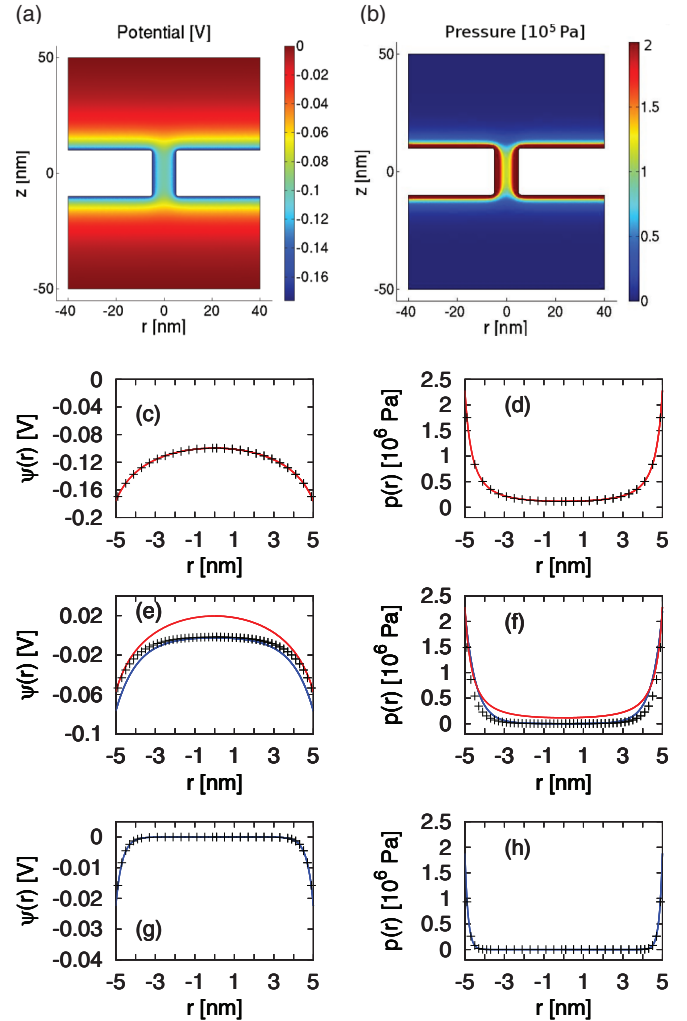 (a)
Potential [V]
50
0
-50
z [nm]
-40 -20 0 20 40
r [nm]
0
-0.02
-0.04
-0.06
-0.08
-0.1
-0.12
-0.14
-0.16
(b)
Pressure [10⁵ Pa]
50
0
-50
z [nm]
-40 -20 0 20 40
r [nm]
2
1.5
1
0.5
0
(c)
0
-0.04
-0.08
-0.12
-0.16
-0.2
ψ(r) [V]
-5 -3 -1 1 3 5
r [nm]
(d)
2.5
2
1.5
1
0.5
0
p(r) [10⁶ Pa]
-5 -3 -1 1 3 5
r [nm]
(e)
0.02
-0.02
-0.06
-0.1
ψ(r) [V]
-5 -3 -1 1 3 5
r [nm]
(f)
2.5
2
1.5
1
0.5
0
p(r) [10⁶ Pa]
-5 -3 -1 1 3 5
r [nm]
(g)
0
-0.01
-0.02
-0.03
-0.04
ψ(r) [V]
-5 -3 -1 1 3 5
r [nm]
(h)
2.5
2
1.5
1
0.5
0
p(r) [10⁶ Pa]
-5 -3 -1 1 3 5
r [nm]